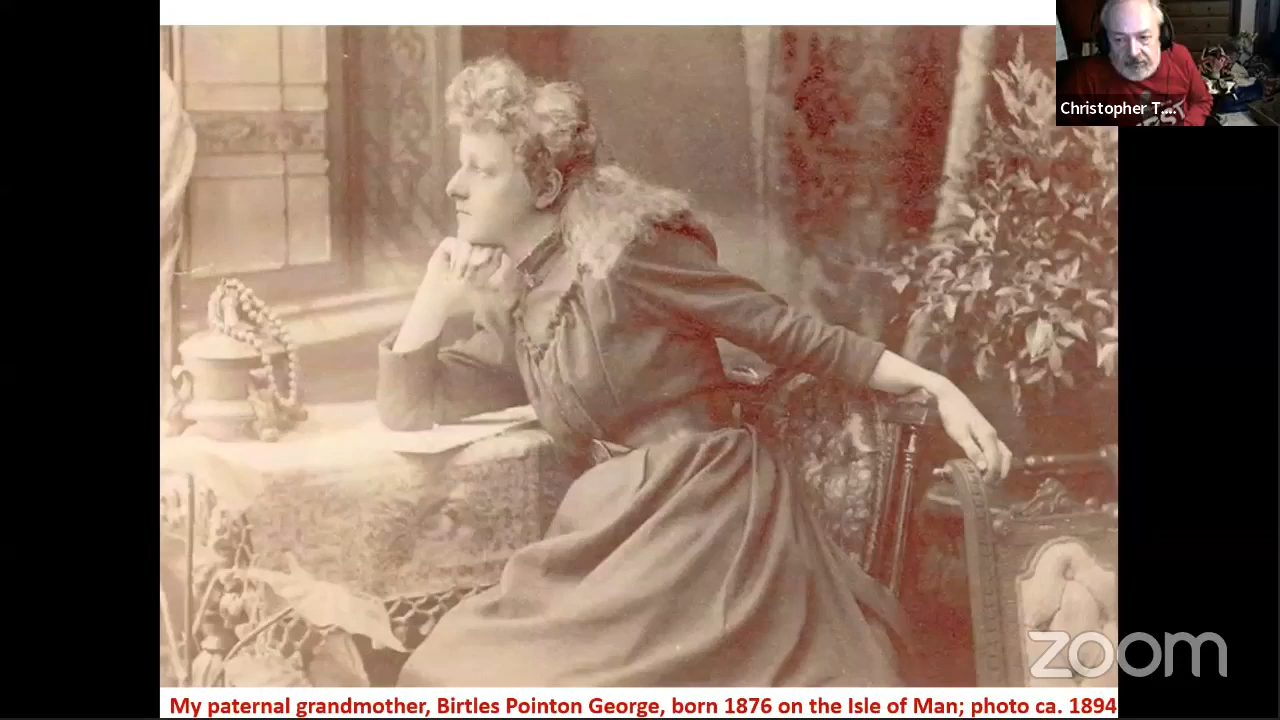 Christopher T....
zoom
My paternal grandmother, Birtles Pointon George, born 1876 on the Isle of Man; photo ca. 1894